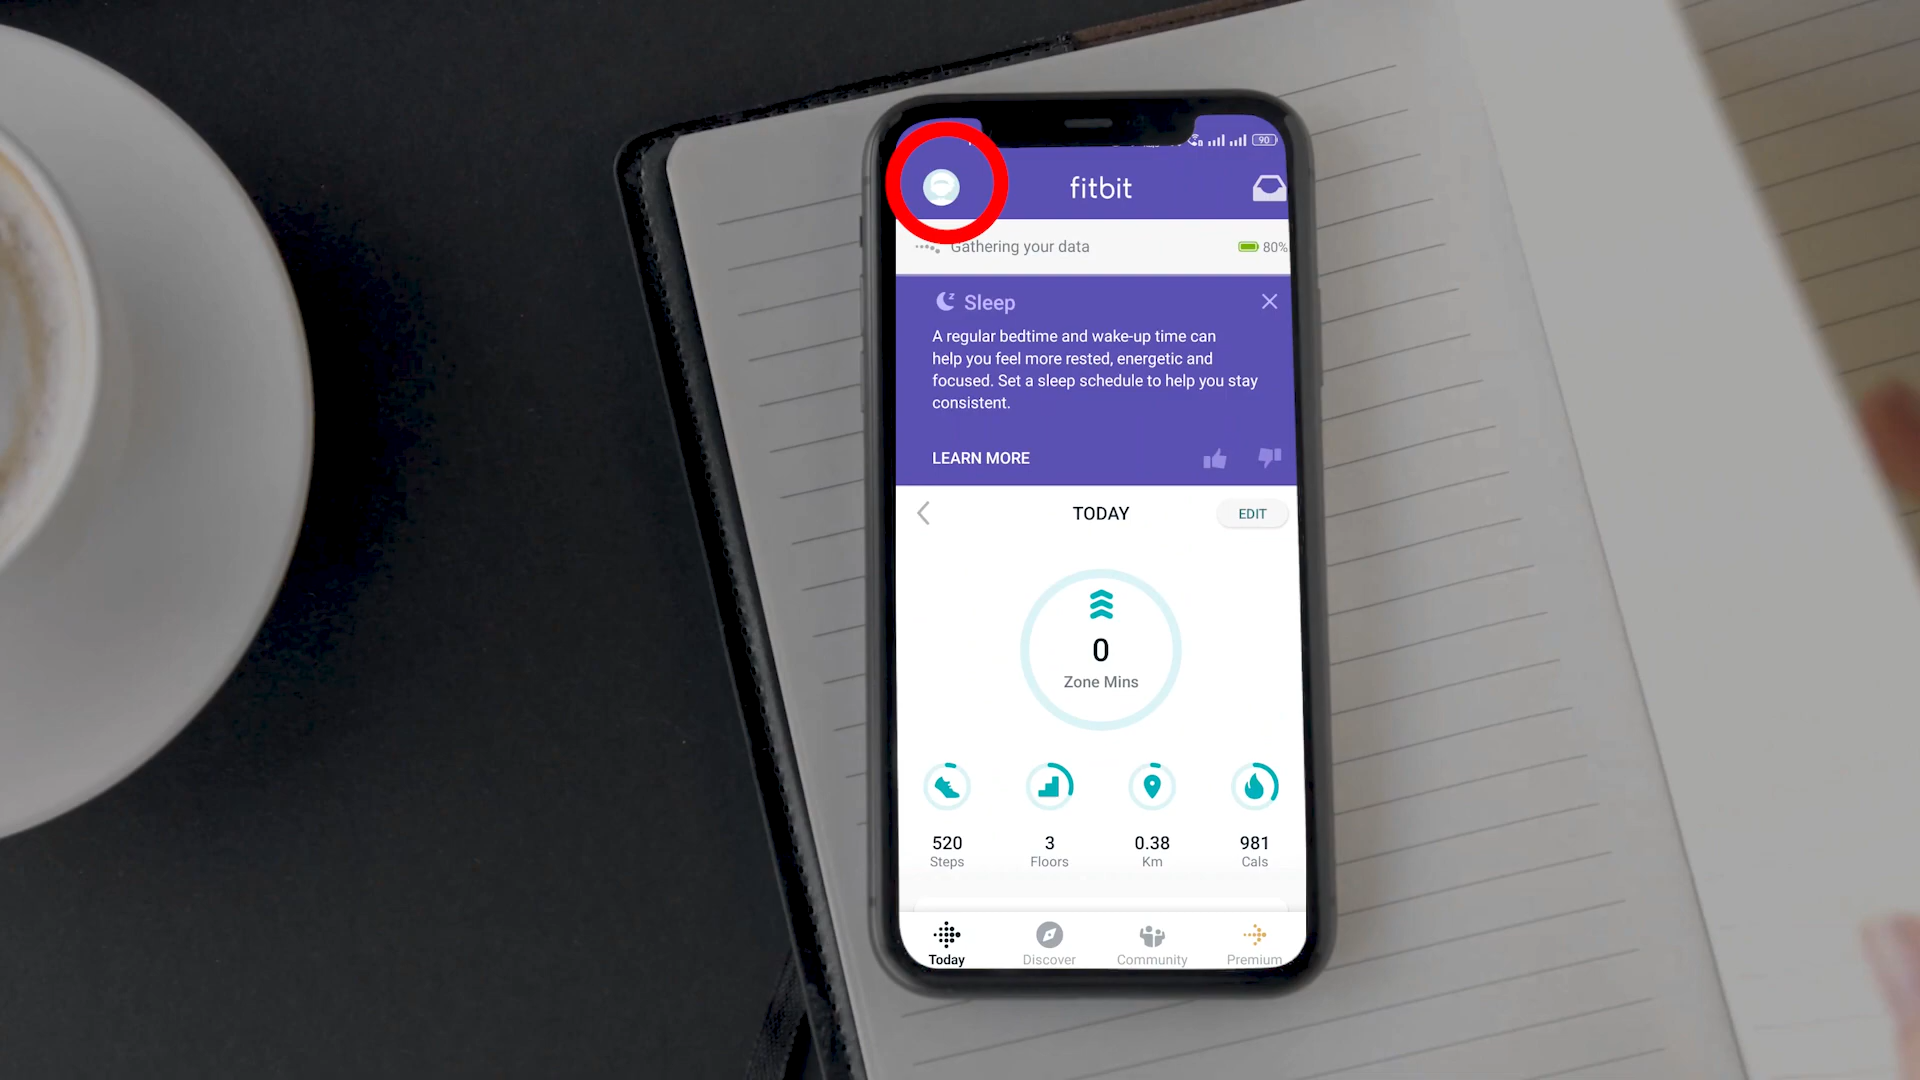 90
fitbit
Gathering your data
80%
Sleep
A regular bedtime and wake-up time can
help you feel more rested, energetic and
focused. Set a sleep schedule to help you stay
consistent.
LEARN MORE
TODAY
EDIT
0
Zone Mins
520
3
0.38
981
Steps
Floors
Km
Cals
Today
Discover
Community
Premium